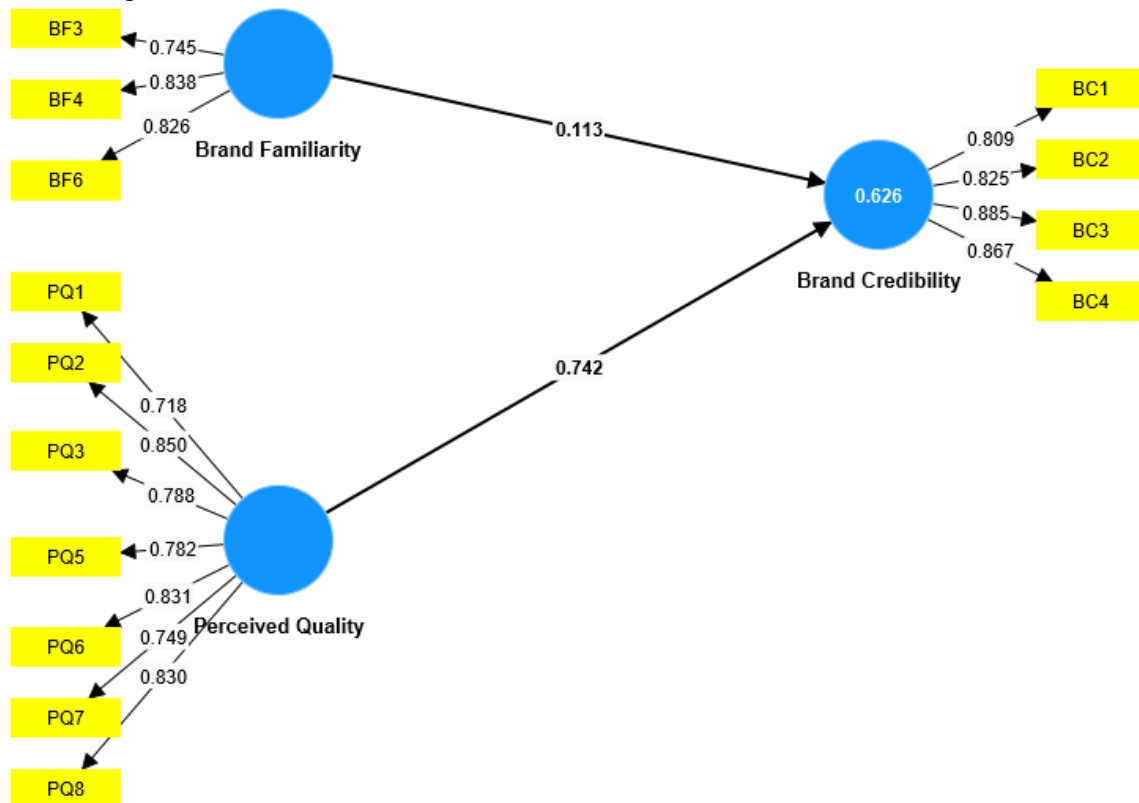 BF3
0.745
BF4
0.838
BF6
0.826
Brand Familiarity
0.113
BC1
0.809
BC2
0.825
BC3
0.885
BC4
0.867
0.626
Brand Credibility
PQ1
0.718
PQ2
0.850
PQ3
0.788
PQ5
0.782
PQ6
0.831
PQ7
0.749
PQ8
0.830
Perceived Quality
0.742